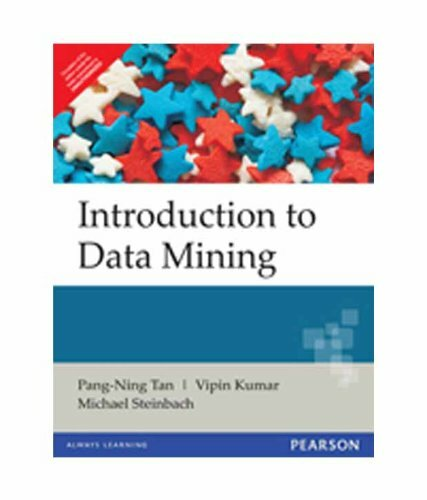 Introduction to
Data Mining
Pang-Ning Tan | Vipin Kumar
Michael Steinbach
ALWAYS LEARNING
PEARSON